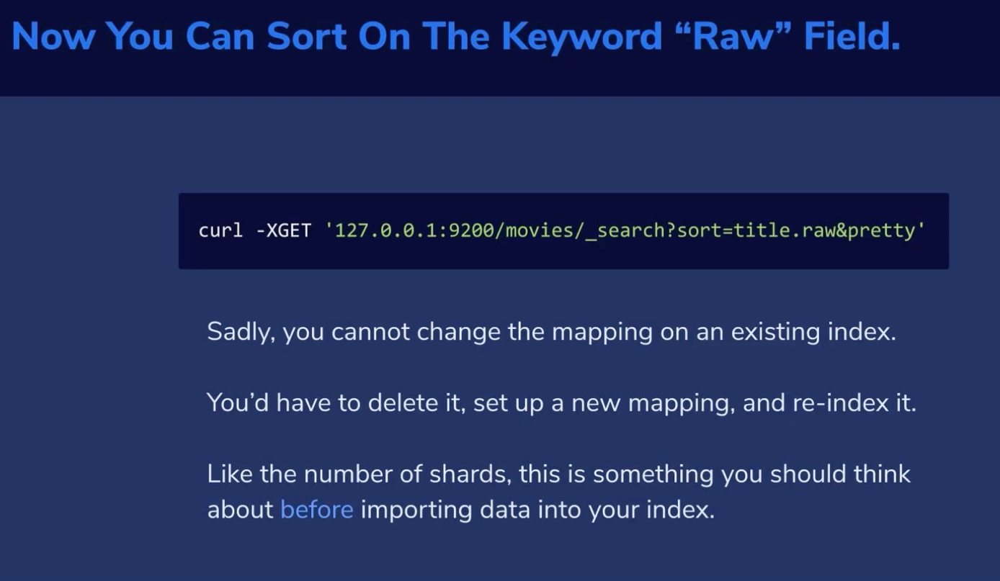 Now You Can Sort On The Keyword “Raw” Field.
curl -XGET '127.0.0.1:9200/movies/_search?sort=title.raw&pretty'
Sadly, you cannot change the mapping on an existing index.
You’d have to delete it, set up a new mapping, and re-index it.
Like the number of shards, this is something you should think
about before importing data into your index.